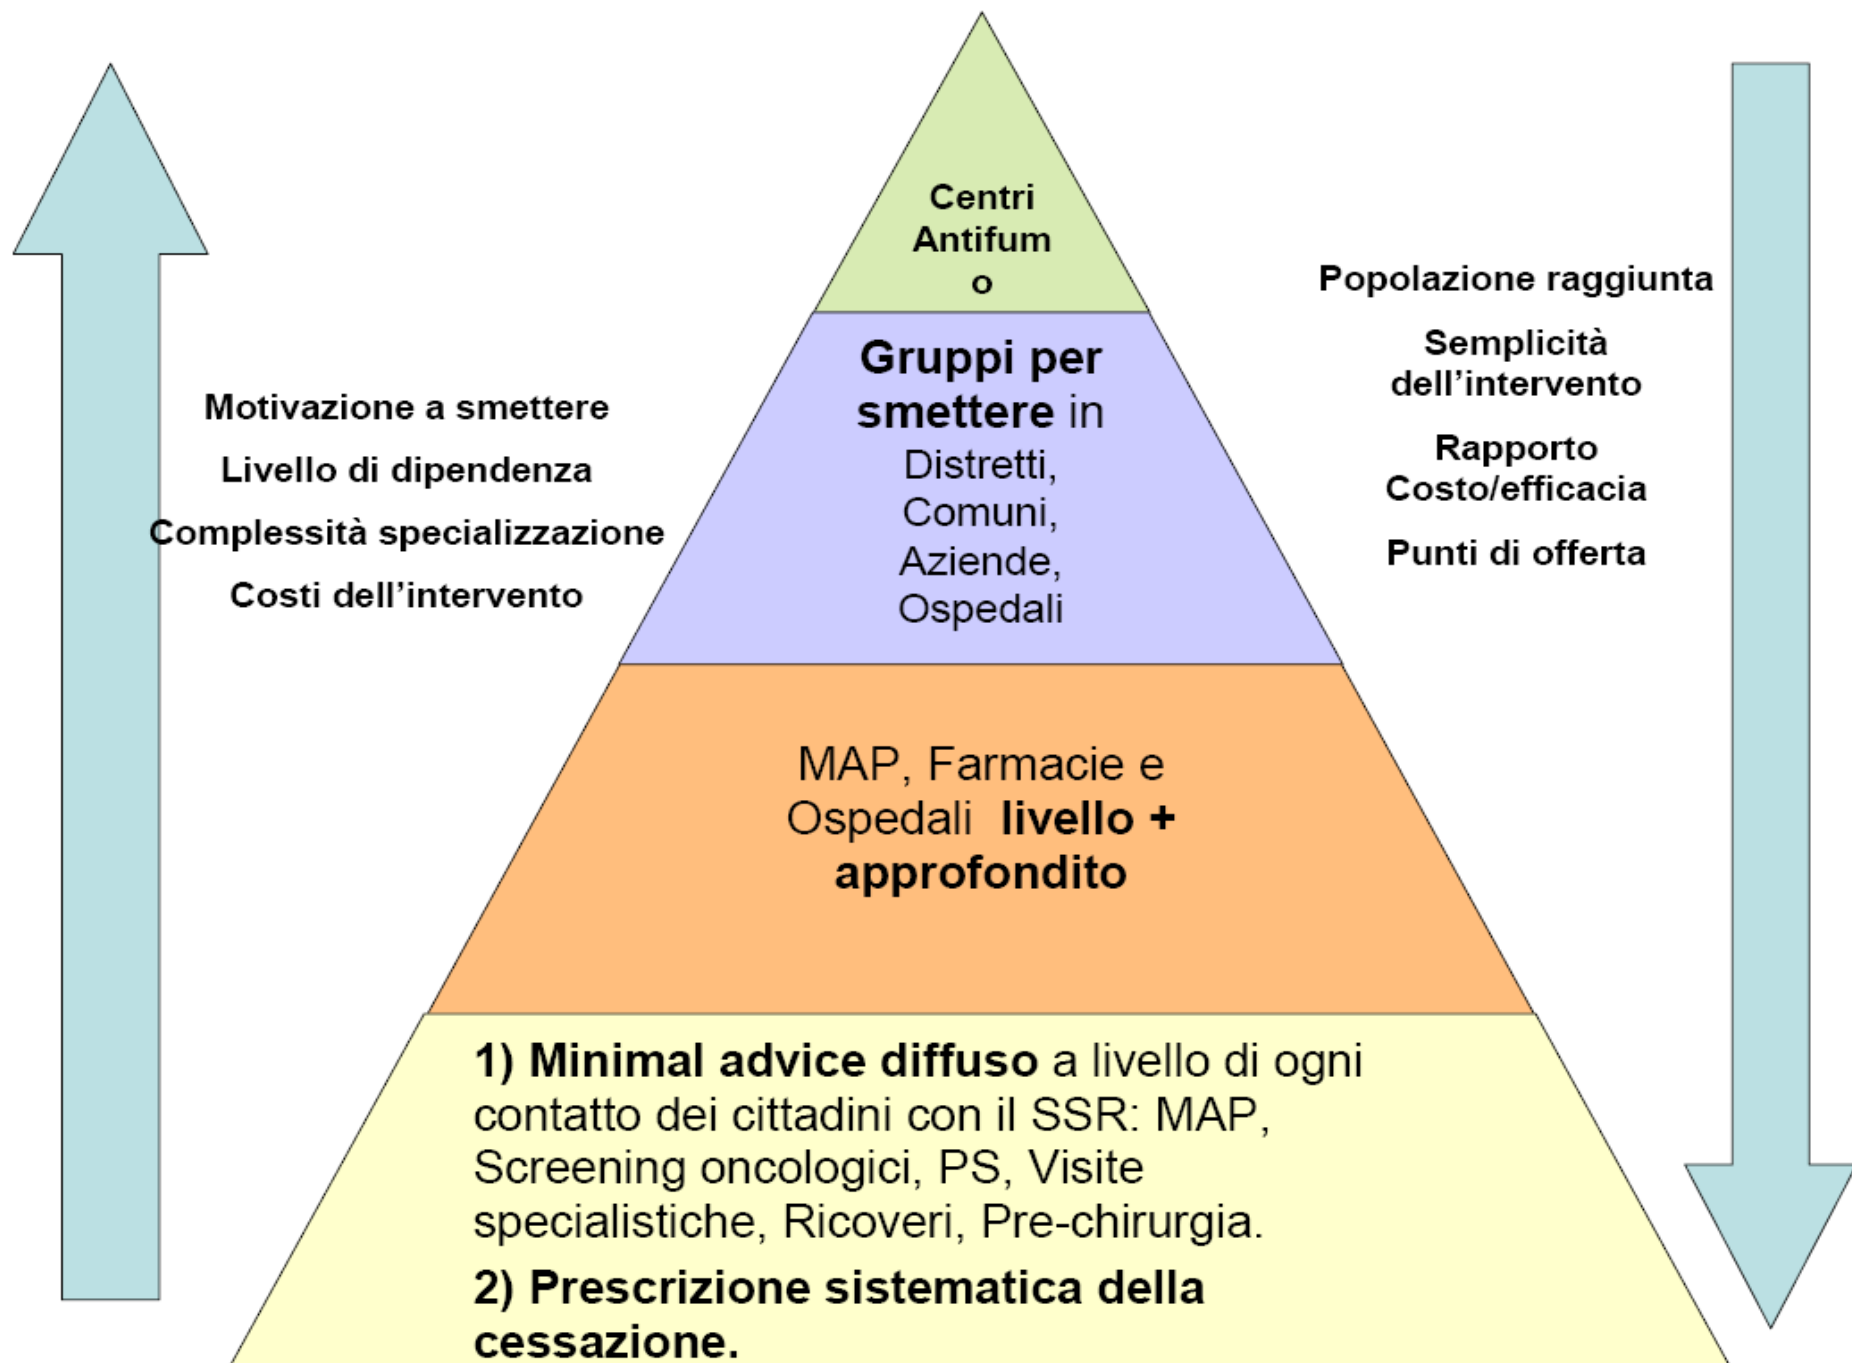 Centri
Antifum
o
Gruppi per
smettere in
Distretti,
Comuni,
Aziende,
Ospedali
MAP, Farmacie e
Ospedali livello +
approfondito
1) Minimal advice diffuso a livello di ogni
contatto dei cittadini con il SSR: MAP,
Screening oncologici, PS, Visite
specialistiche, Ricoveri, Pre-chirurgia.
2) Prescrizione sistematica della
cessazione.
Motivazione a smettere
Livello di dipendenza
Complessità specializzazione
Costi dell’intervento
Popolazione raggiunta
Semplicità
dell’intervento
Rapporto
Costo/efficacia
Punti di offerta